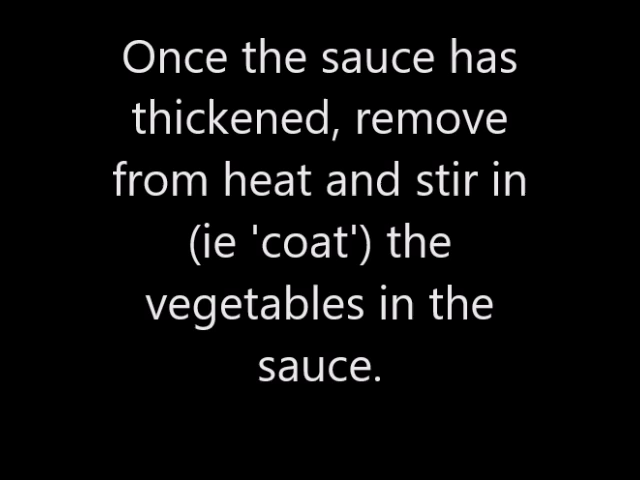 Once the sauce has
thickened, remove
from heat and stir in
(ie 'coat') the
vegetables in the
sauce.